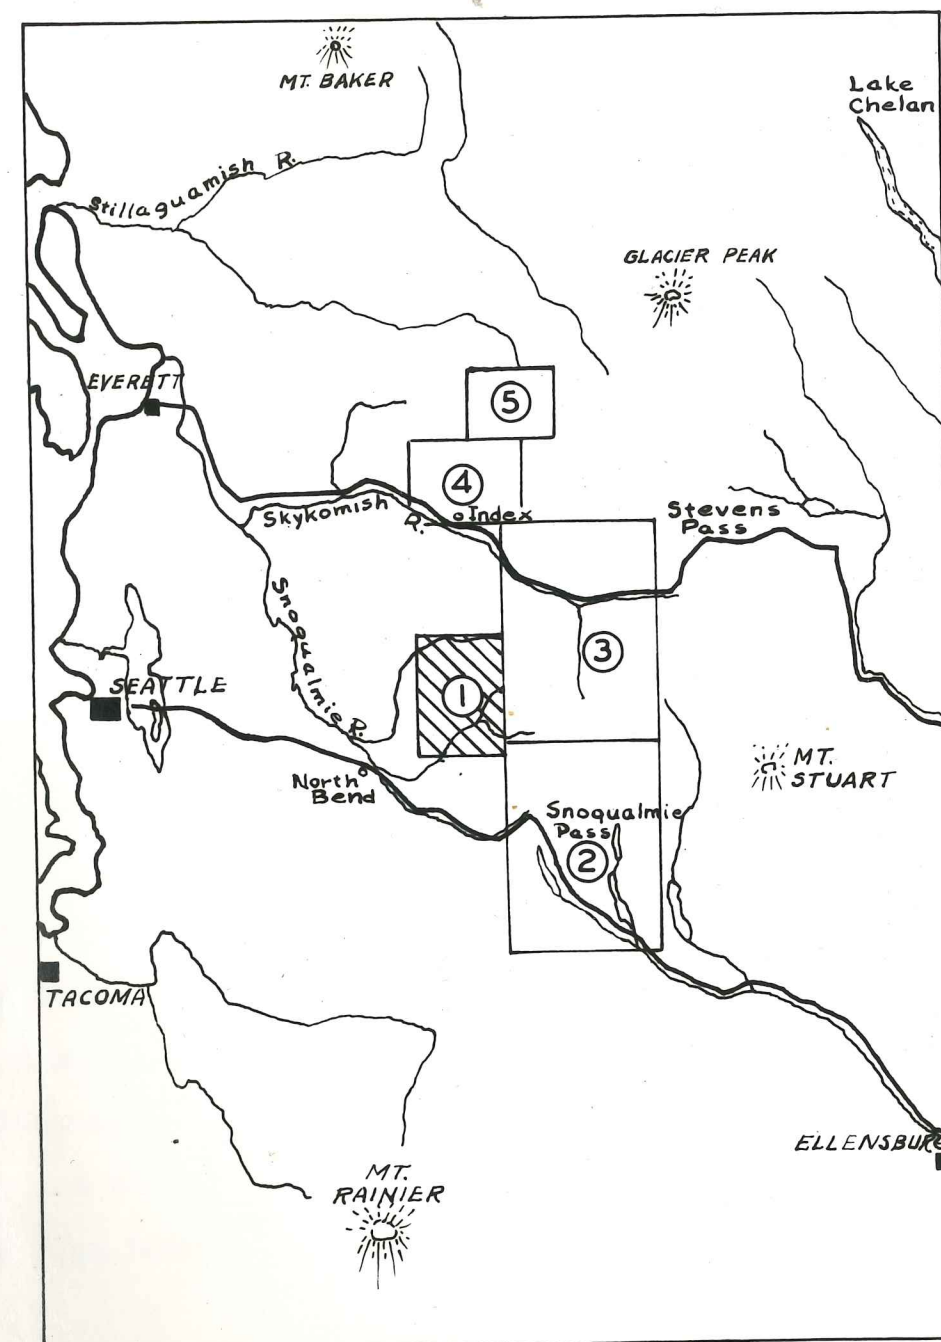 MT. BAKER
Lake
Chelan
Stillaguamish R.
GLACIER PEAK
EVERETT
5
4
Skykomish R.
Index
Stevens
Pass
Snoqualmie R.
3
1
SEATTLE
MT.
STUART
North
Bend
Snoqualmie
Pass
2
TACOMA
ELLENSBURG
MT.
RAINIER